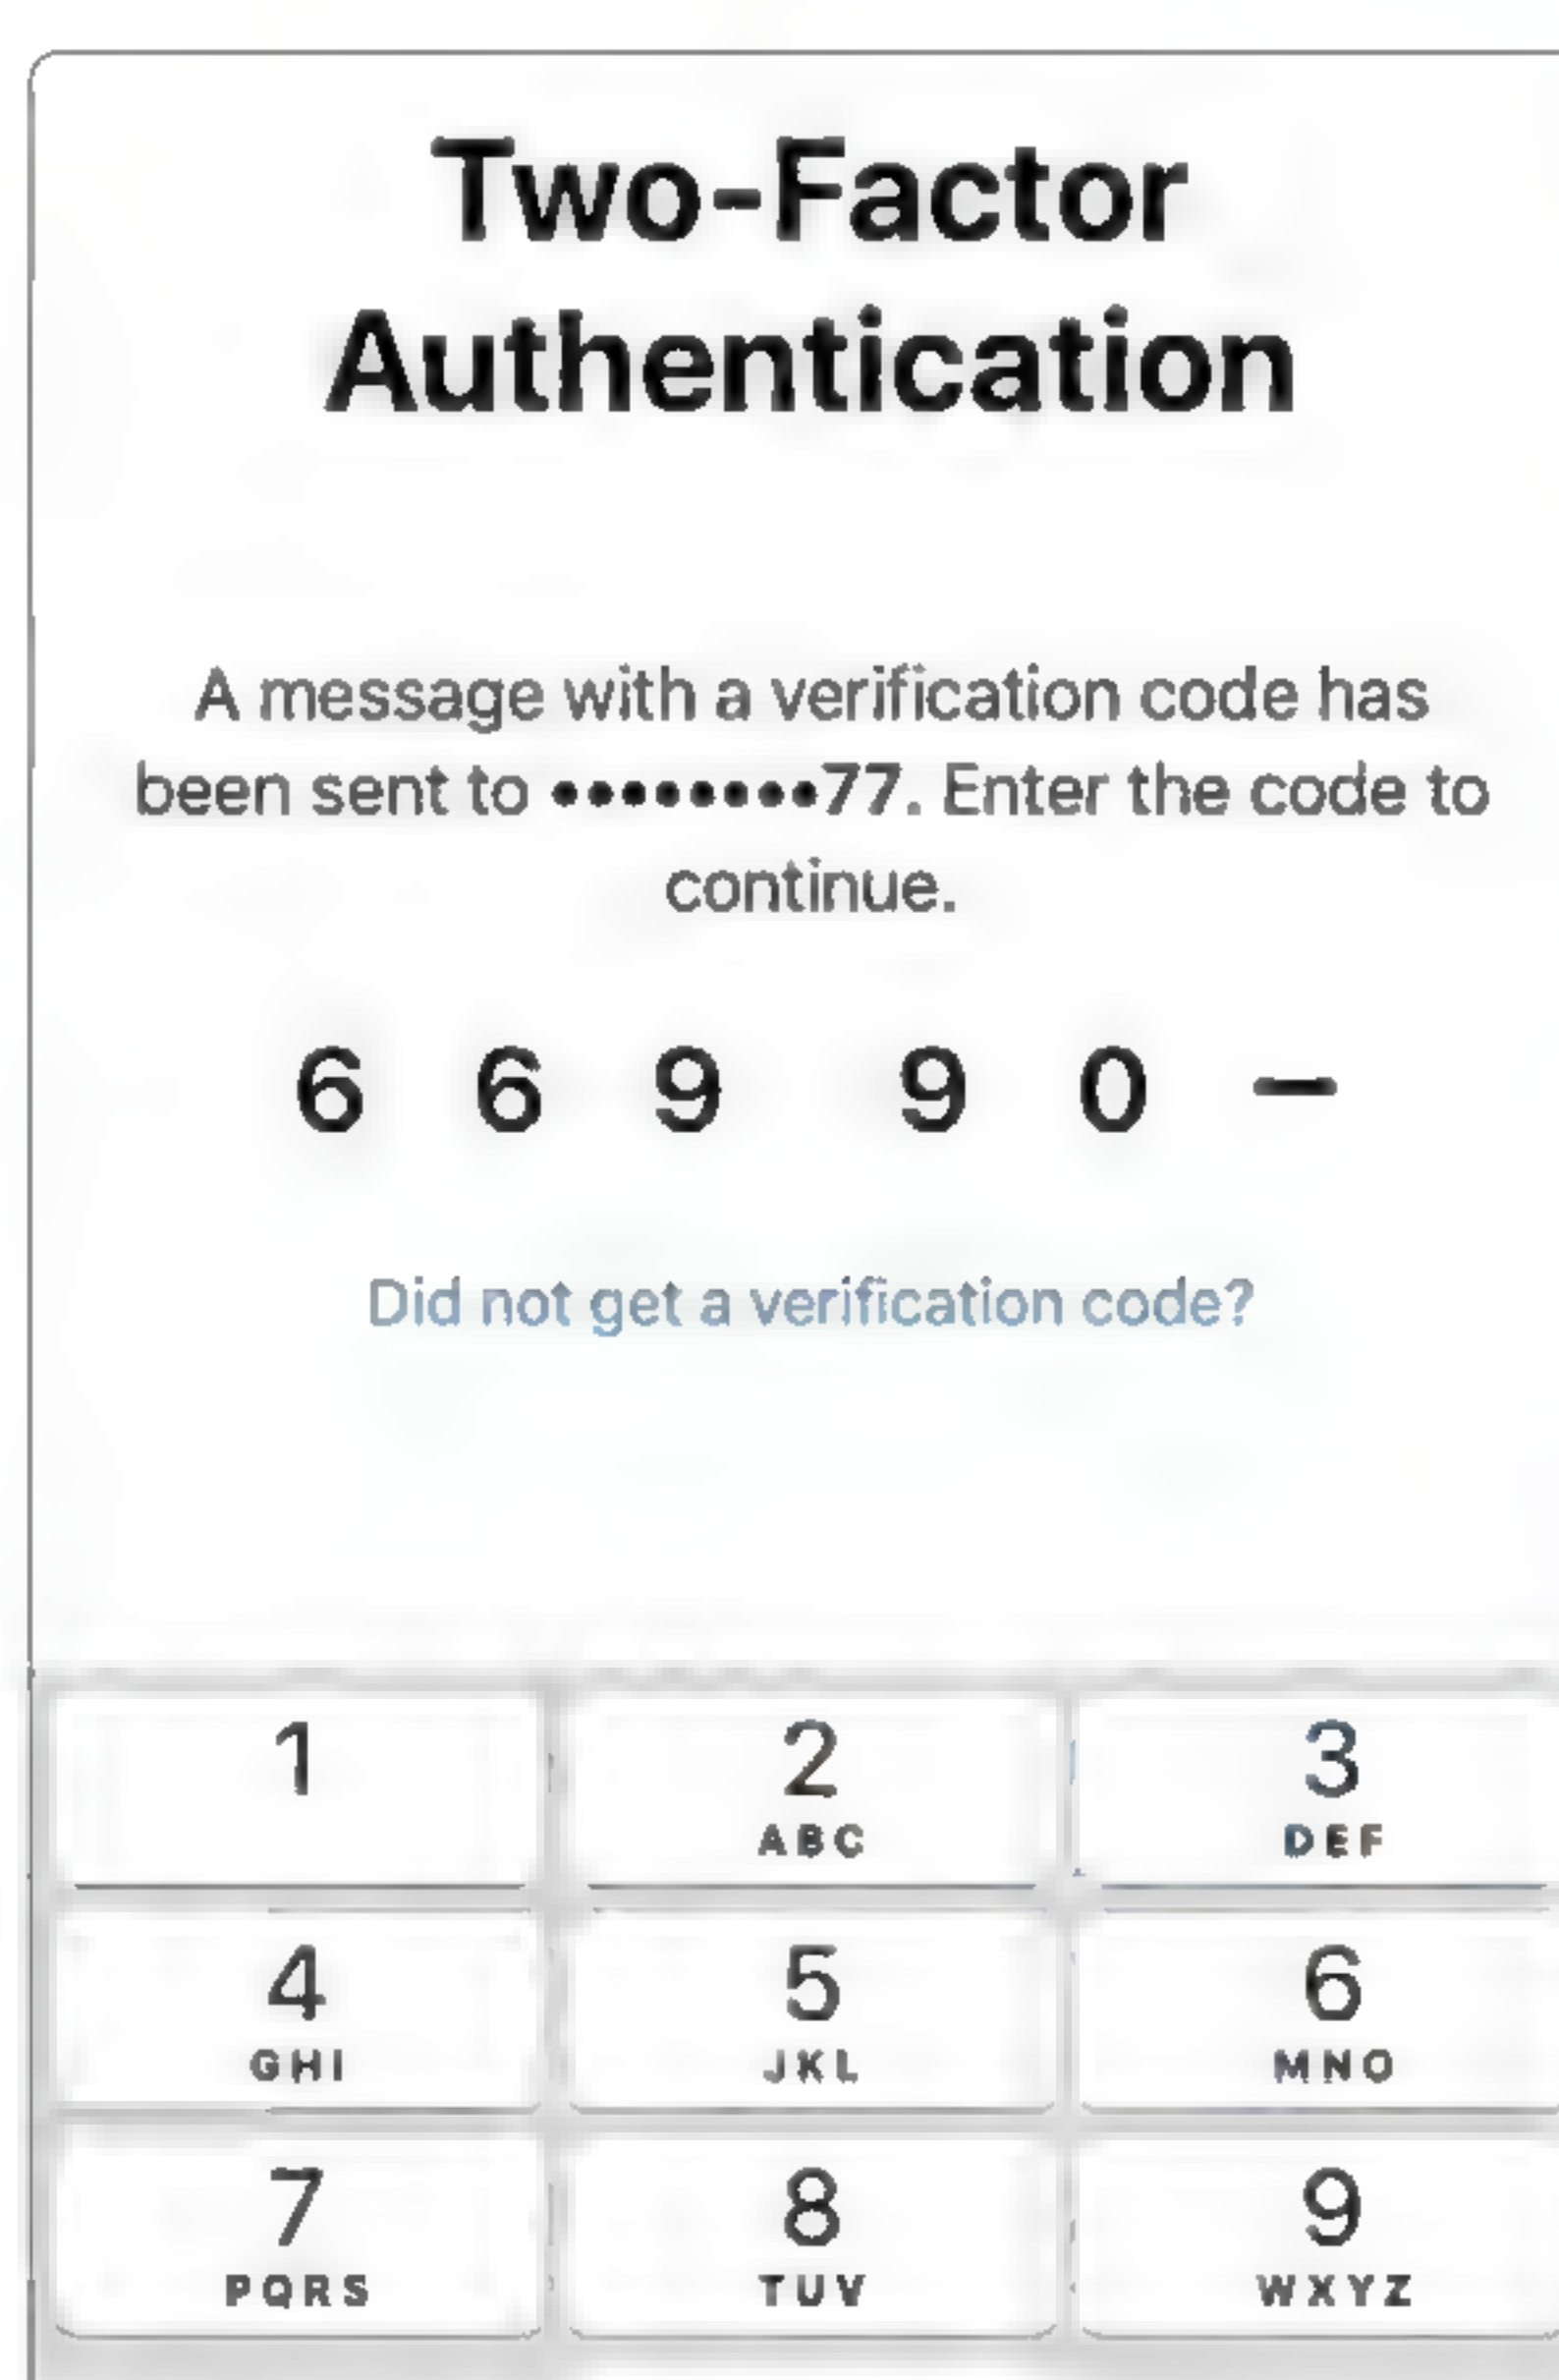 Two-Factor
Authentication
A message with a verification code has
been sent to ••••••••77. Enter the code to
continue.
6 6 9 9 0 –
Did not get a verification code?
1 2 3
ABC DEF
4 5 6
GHI JKL MNO
7 8 9
PQRS TUV WXYZ